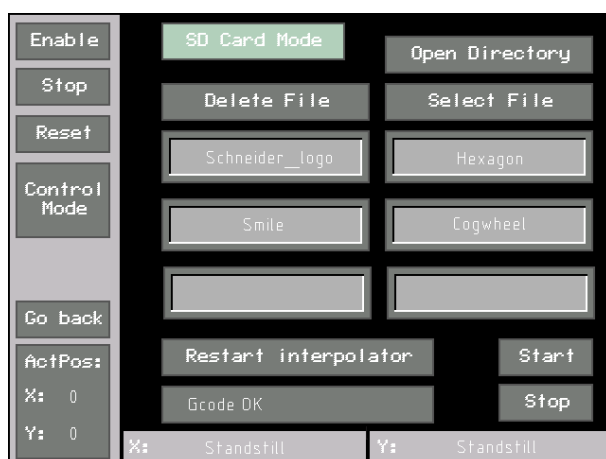 Enable
Stop
Reset
Control
Mode
Go back
ActPos:
X: 0
Y: 0
SD Card Mode
Open Directory
Delete File
Select File
Schneider_logo
Hexagon
Smile
Cogwheel
Restart interpolator
Start
Gcode OK
Stop
X: Standstill
Y: Standstill